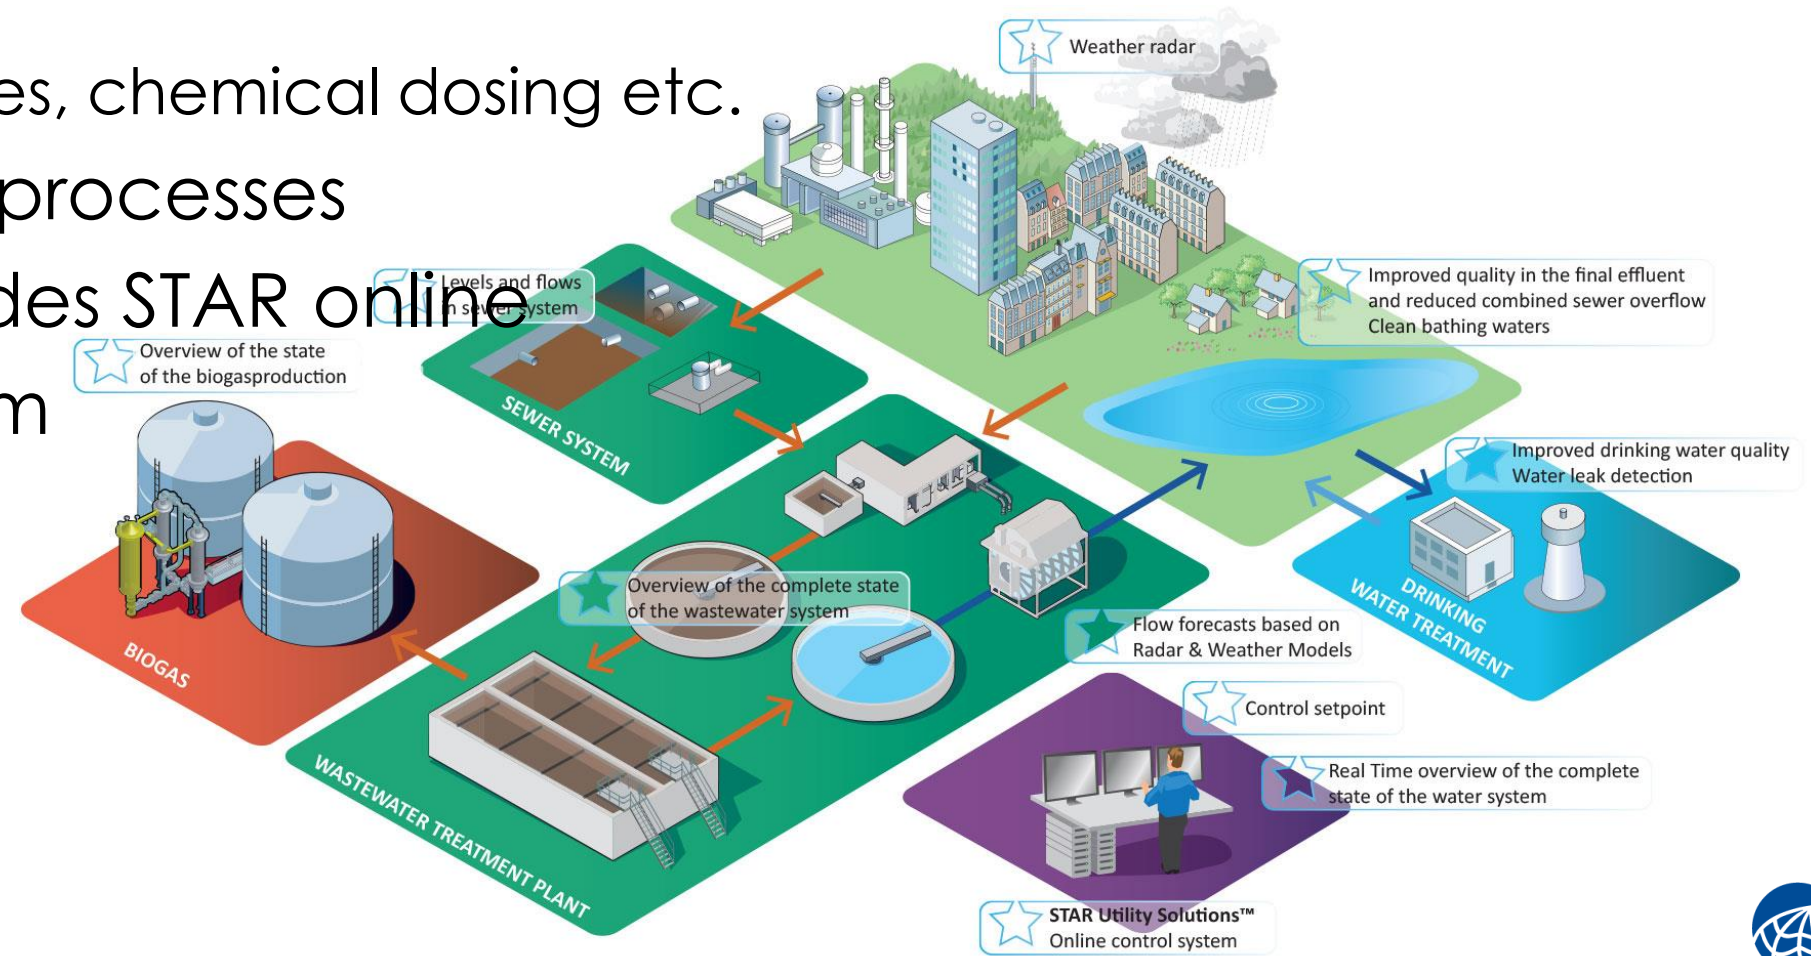 es, chemical dosing etc.
processes
des STAR online
m
Weather radar
Levels and flows
in sewer system
Improved quality in the final effluent
and reduced combined sewer overflow
Clean bathing waters
Overview of the state
of the biogasproduction
SEWER SYSTEM
Improved drinking water quality
Water leak detection
DRINKING
WATER TREATMENT
Overview of the complete state
of the wastewater system
Flow forecasts based on
Radar & Weather Models
BIOGAS
Control setpoint
WASTEWATER TREATMENT PLANT
Real Time overview of the complete
state of the water system
STAR Utility Solutions™
Online control system